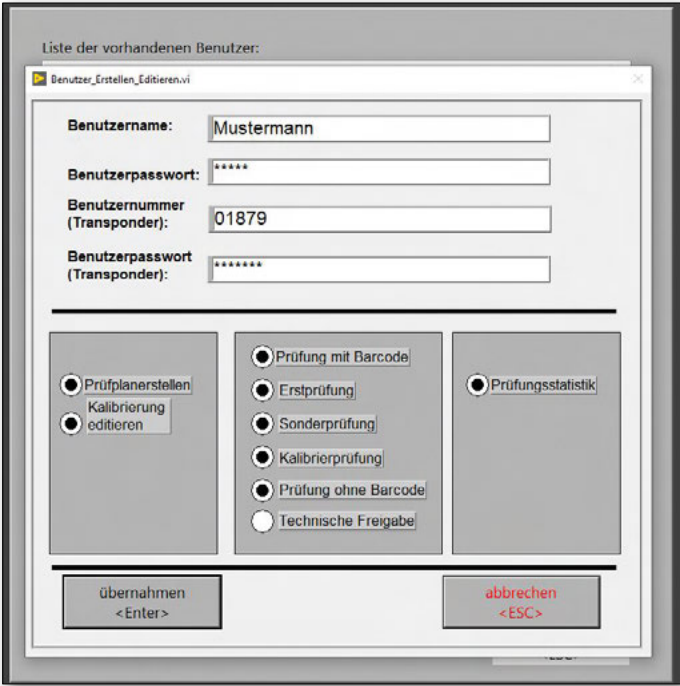 Liste der vorhandenen Benutzer:
Benutzer_Erstellen_Editieren.vi
Benutzername:
Mustermann
Benutzerpasswort:
*****
Benutzernummer
(Transponder):
01879
Benutzerpasswort
(Transponder):
*******
Prüfplanerstellen
Kalibrierung
editieren
Prüfung mit Barcode
Erstprüfung
Sonderprüfung
Kalibrierprüfung
Prüfung ohne Barcode
Technische Freigabe
Prüfungsstatistik
übernahmen
<Enter>
abbrechen
<ESC>